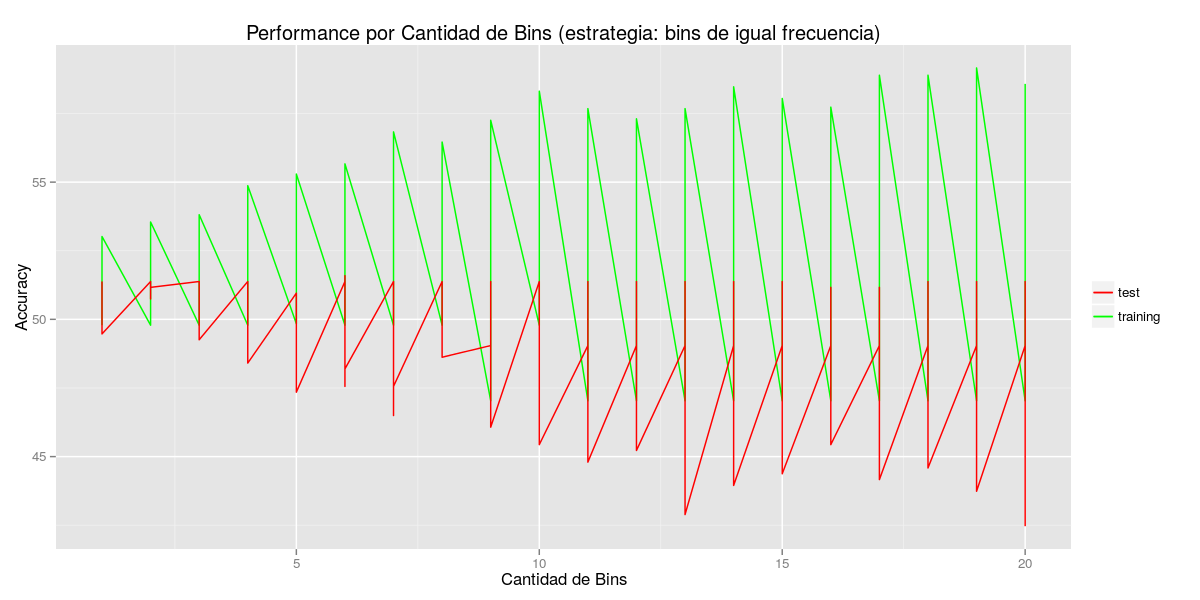 Performance por Cantidad de Bins (estrategia: bins de igual frecuencia)
Accuracy
55
50
45
5
10
15
20
Cantidad de Bins
test
training